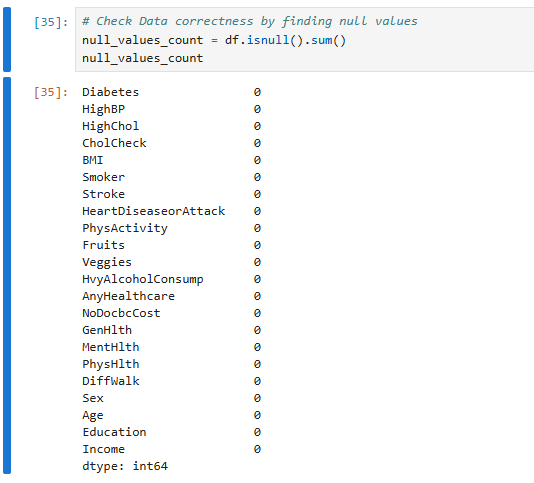 [35]: # Check Data correctness by finding null values
null_values_count = df.isnull().sum()
null_values_count
[35]: Diabetes 0
HighBP 0
HighChol 0
CholCheck 0
BMI 0
Smoker 0
Stroke 0
HeartDiseaseorAttack 0
PhysActivity 0
Fruits 0
Veggies 0
HvyAlcoholConsump 0
AnyHealthcare 0
NoDocbcCost 0
GenHlth 0
MentHlth 0
PhysHlth 0
DiffWalk 0
Sex 0
Age 0
Education 0
Income 0
dtype: int64